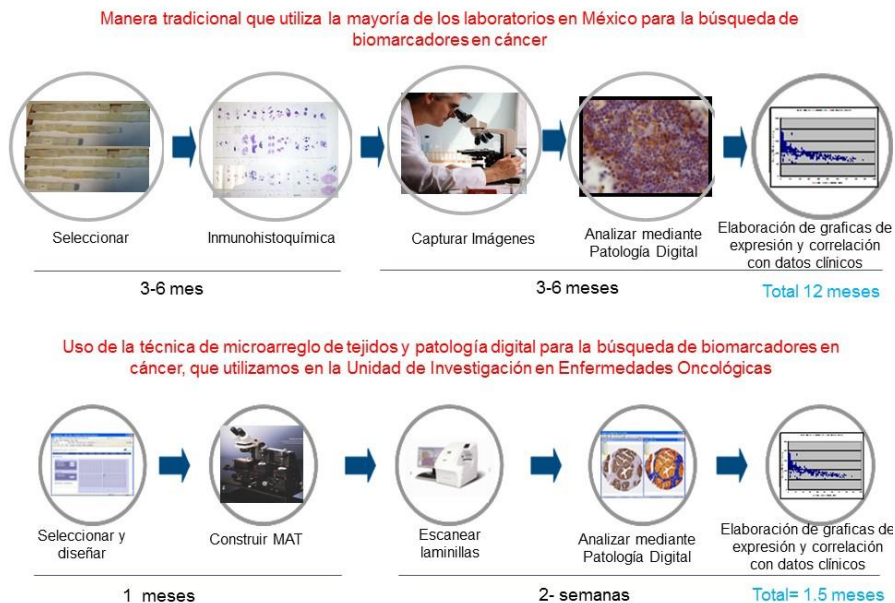 Manera tradicional que utiliza la mayoría de los laboratorios en México para la búsqueda de
biomarcadores en cáncer
Seleccionar
Inmunohistoquímica
Capturar Imágenes
Analizar mediante
Patología Digital
Elaboración de graficas de
expresión y correlación
con datos clínicos
3-6 mes
3-6 meses
Total 12 meses
Uso de la técnica de microarreglo de tejidos y patología digital para la búsqueda de biomarcadores en
cáncer, que utilizamos en la Unidad de Investigación en Enfermedades Oncológicas
Seleccionar y
diseñar
Construir MAT
Escanear
laminillas
Analizar mediante
Patología Digital
Elaboración de graficas de
expresión y correlación
con datos clínicos
1 meses
2- semanas
Total= 1.5 meses